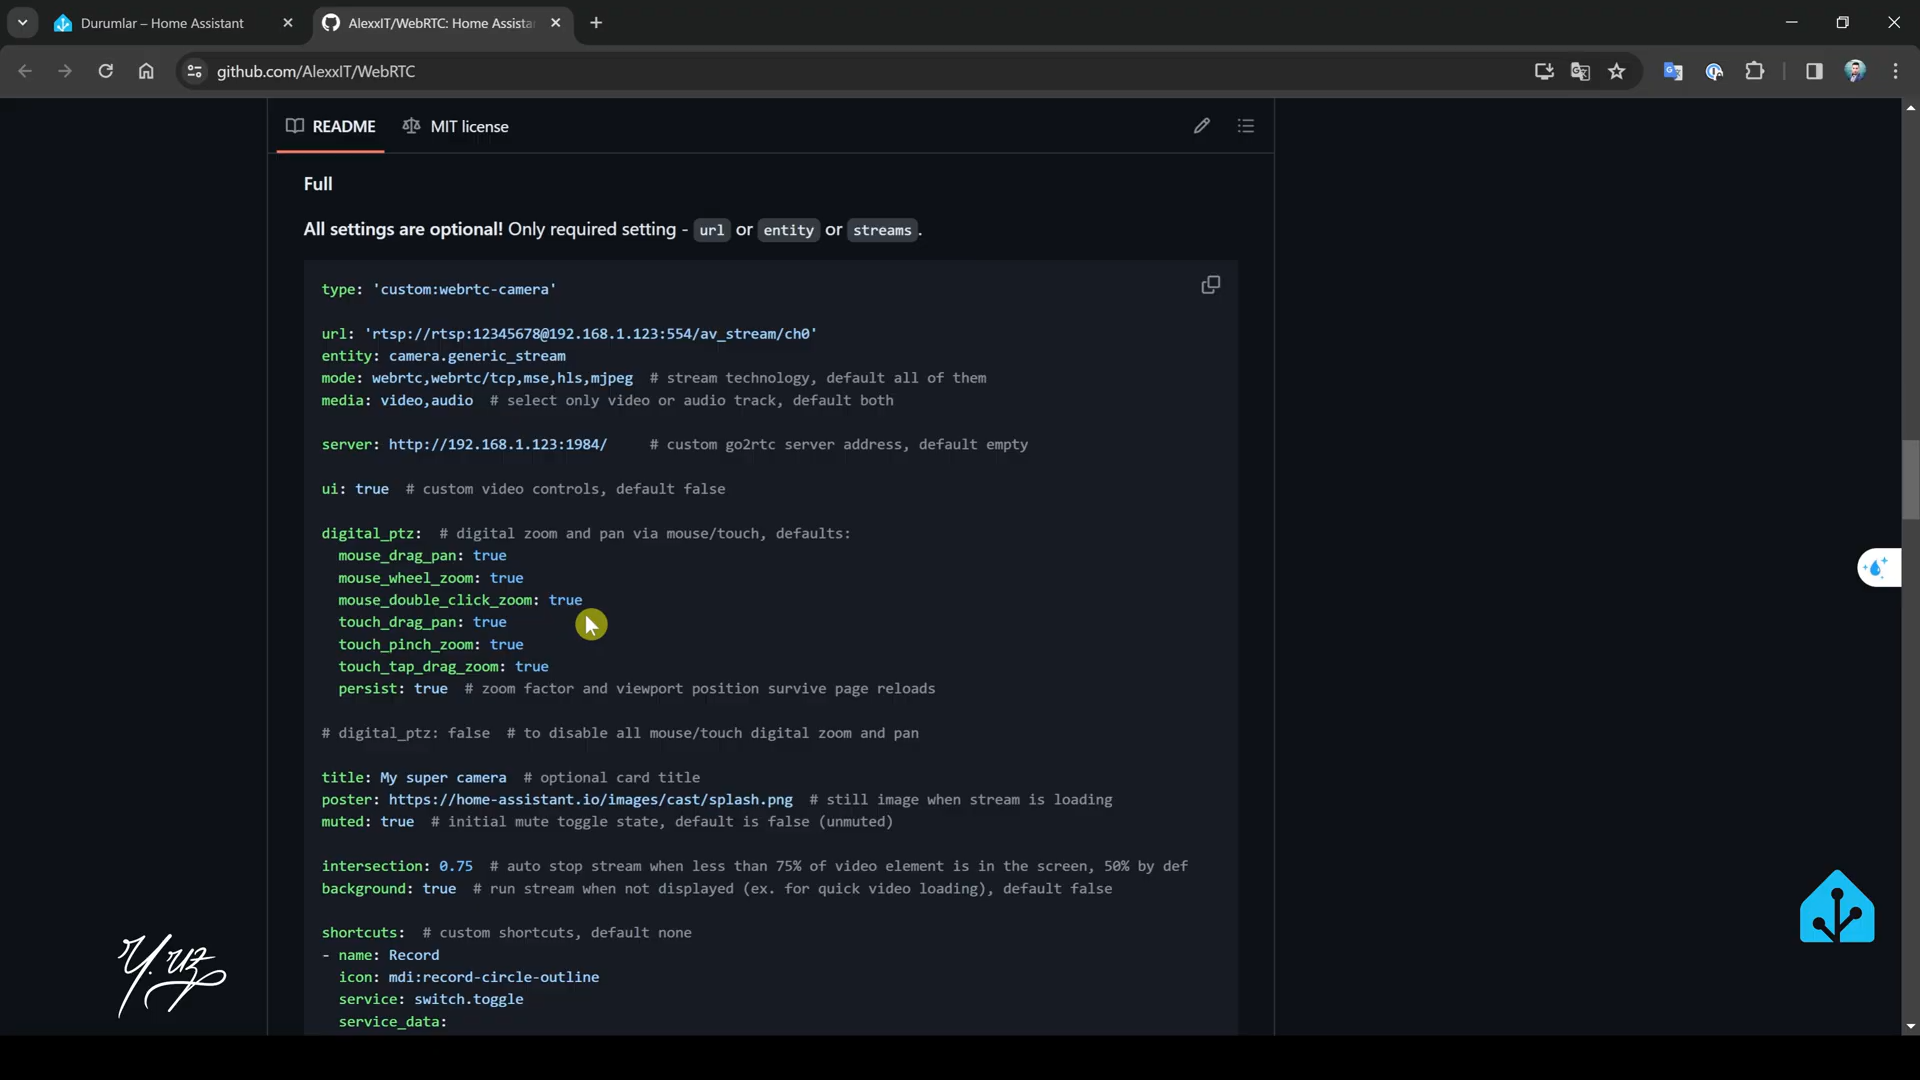 Durumlar – Home Assistant
AlexxIT/WebRTC: Home Assista
github.com/AlexxIT/WebRTC
README
MIT license
Full
All settings are optional! Only required setting - url or entity or streams.
type: 'custom:webrtc-camera'
url: 'rtsp://rtsp:12345678@192.168.1.123:554/av_stream/ch0'
entity: camera.generic_stream
mode: webrtc,webrtc/tcp,mse,hls,mjpeg  # stream technology, default all of them
media: video,audio  # select only video or audio track, default both
server: http://192.168.1.123:1984/     # custom go2rtc server address, default empty
ui: true  # custom video controls, default false
digital_ptz:  # digital zoom and pan via mouse/touch, defaults:
mouse_drag_pan: true
mouse_wheel_zoom: true
mouse_double_click_zoom: true
touch_drag_pan: true
touch_pinch_zoom: true
touch_tap_drag_zoom: true
persist: true  # zoom factor and viewport position survive page reloads
# digital_ptz: false  # to disable all mouse/touch digital zoom and pan
title: My super camera  # optional card title
poster: https://home-assistant.io/images/cast/splash.png  # still image when stream is loading
muted: true  # initial mute toggle state, default is false (unmuted)
intersection: 0.75  # auto stop stream when less than 75% of video element is in the screen, 50% by def
background: true  # run stream when not displayed (ex. for quick video loading), default false
shortcuts:  # custom shortcuts, default none
- name: Record
icon: mdi:record-circle-outline
service: switch.toggle
service_data: